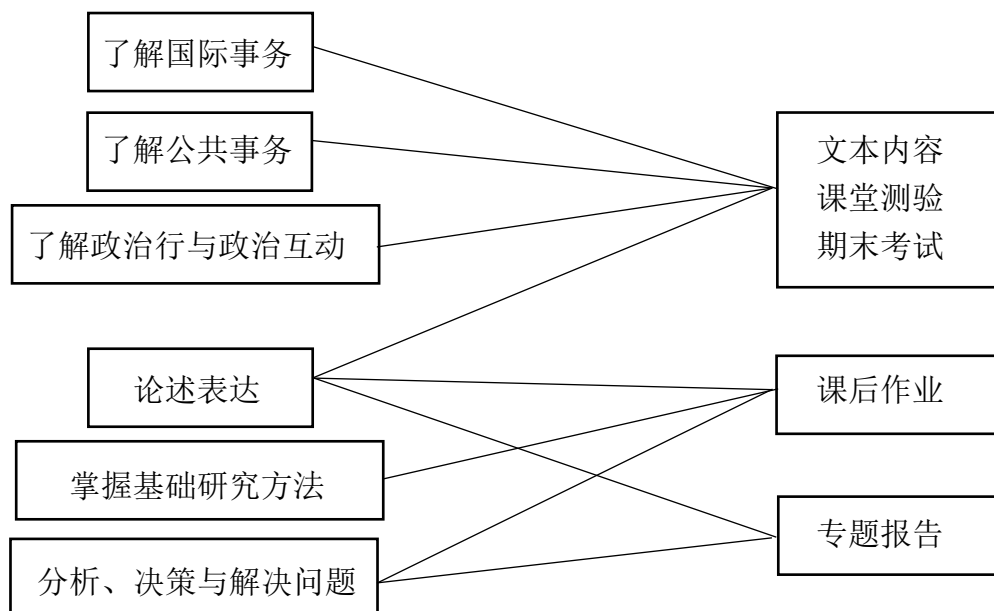 了解国际事务
了解公共事务
了解政治行与政治互动
论述表达
掌握基础研究方法
分析、决策与解决问题
文本内容
课堂测验
期末考试
课后作业
专题报告